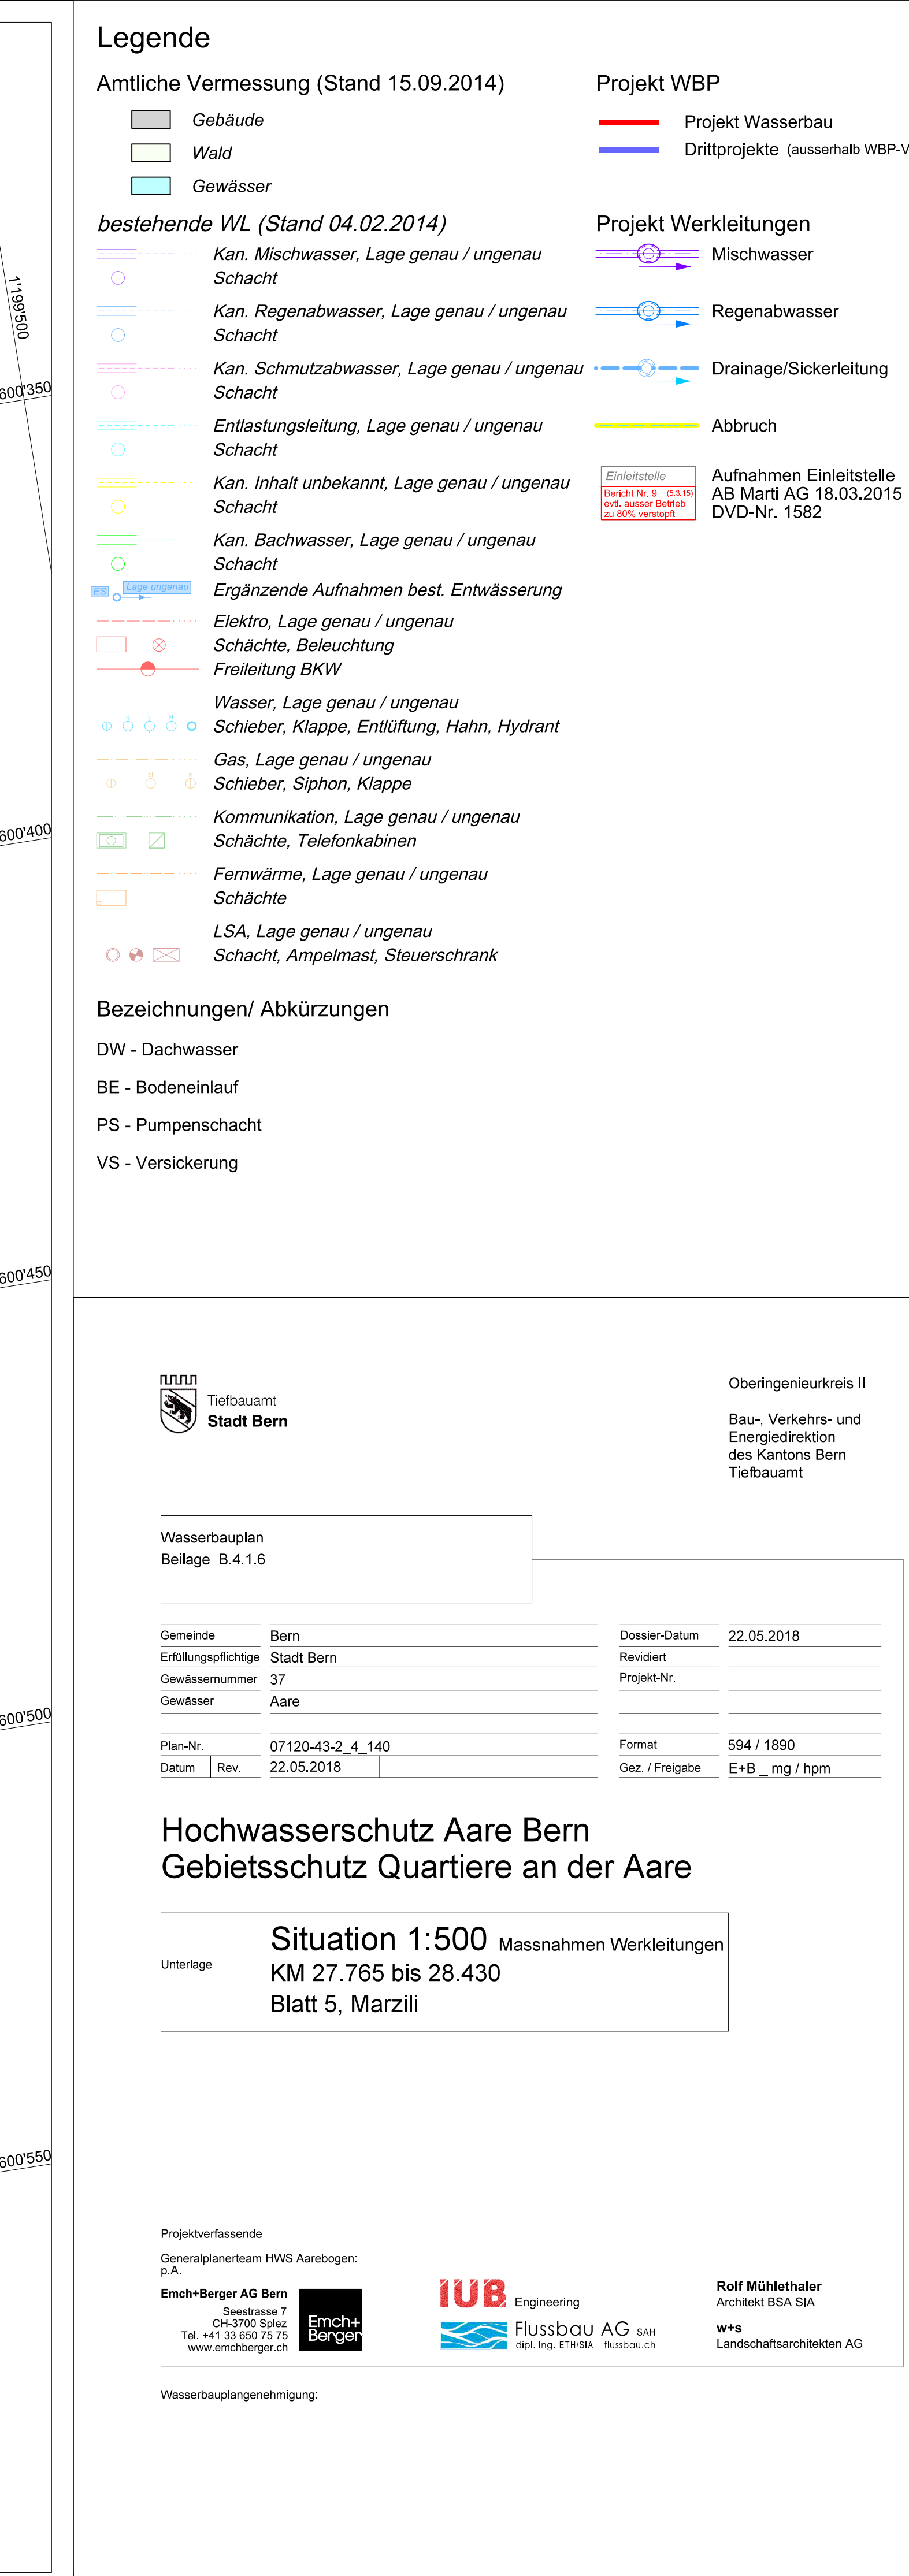 Legende
Amtliche Vermessung (Stand 15.09.2014)
Gebäude
Wald
Gewässer
bestehende WL (Stand 04.02.2014)
Kan. Mischwasser, Lage genau / ungenau
Schacht
Kan. Regenabwasser, Lage genau / ungenau
Schacht
Kan. Schmutzabwasser, Lage genau / ungenau
Schacht
Entlastungsleitung, Lage genau / ungenau
Schacht
Kan. Inhalt unbekannt, Lage genau / ungenau
Schacht
Kan. Bachwasser, Lage genau / ungenau
Schacht
ES Lage ungenau
Ergänzende Aufnahmen best. Entwässerung
Elektro, Lage genau / ungenau
Schächte, Beleuchtung
Freileitung BKW
Wasser, Lage genau / ungenau
Schieber, Klappe, Entlüftung, Hahn, Hydrant
Gas, Lage genau / ungenau
Schieber, Siphon, Klappe
Kommunikation, Lage genau / ungenau
Schächte, Telefonkabinen
Fernwärme, Lage genau / ungenau
Schächte
LSA, Lage genau / ungenau
Schacht, Ampelmast, Steuerschrank
Projekt WBP
Projekt Wasserbau
Drittprojekte (ausserhalb WBP-V
Projekt Werkleitungen
Mischwasser
Regenabwasser
Drainage/Sickerleitung
Abbruch
Einleitstelle
Bericht Nr. 9 (5.3.15)
evtl. ausser Betrieb
zu 80% verstopft
Aufnahmen Einleitstelle
AB Marti AG 18.03.2015
DVD-Nr. 1582
Bezeichnungen/ Abkürzungen
DW - Dachwasser
BE - Bodeneinlauf
PS - Pumpenschacht
VS - Versickerung
1'199'500
600'350
600'400
600'450
600'500
600'550
Tiefbauamt
Stadt Bern
Oberingenieurkreis II
Bau-, Verkehrs- und
Energiedirektion
des Kantons Bern
Tiefbauamt
Wasserbauplan
Beilage B.4.1.6
Gemeinde Bern
Erfüllungspflichtige Stadt Bern
Gewässernummer 37
Gewässer Aare
Plan-Nr. 07120-43-2_4_140
Datum Rev. 22.05.2018
Dossier-Datum 22.05.2018
Revidiert
Projekt-Nr.
Format 594 / 1890
Gez. / Freigabe E+B _ mg / hpm
Hochwasserschutz Aare Bern
Gebietsschutz Quartiere an der Aare
Unterlage
Situation 1:500 Massnahmen Werkleitungen
KM 27.765 bis 28.430
Blatt 5, Marzili
Projektverfassende
Generalplanerteam HWS Aarebogen:
p.A.
Emch+Berger AG Bern
Seestrasse 7
CH-3700 Spiez
Tel. +41 33 650 75 75
www.emchberger.ch
Emch+
Berger
IUB Engineering
Flussbau AG SAH
dipl. Ing. ETH/SIA flussbau.ch
Rolf Mühlethaler
Architekt BSA SIA
w+s
Landschaftsarchitekten AG
Wasserbauplangenehmigung: